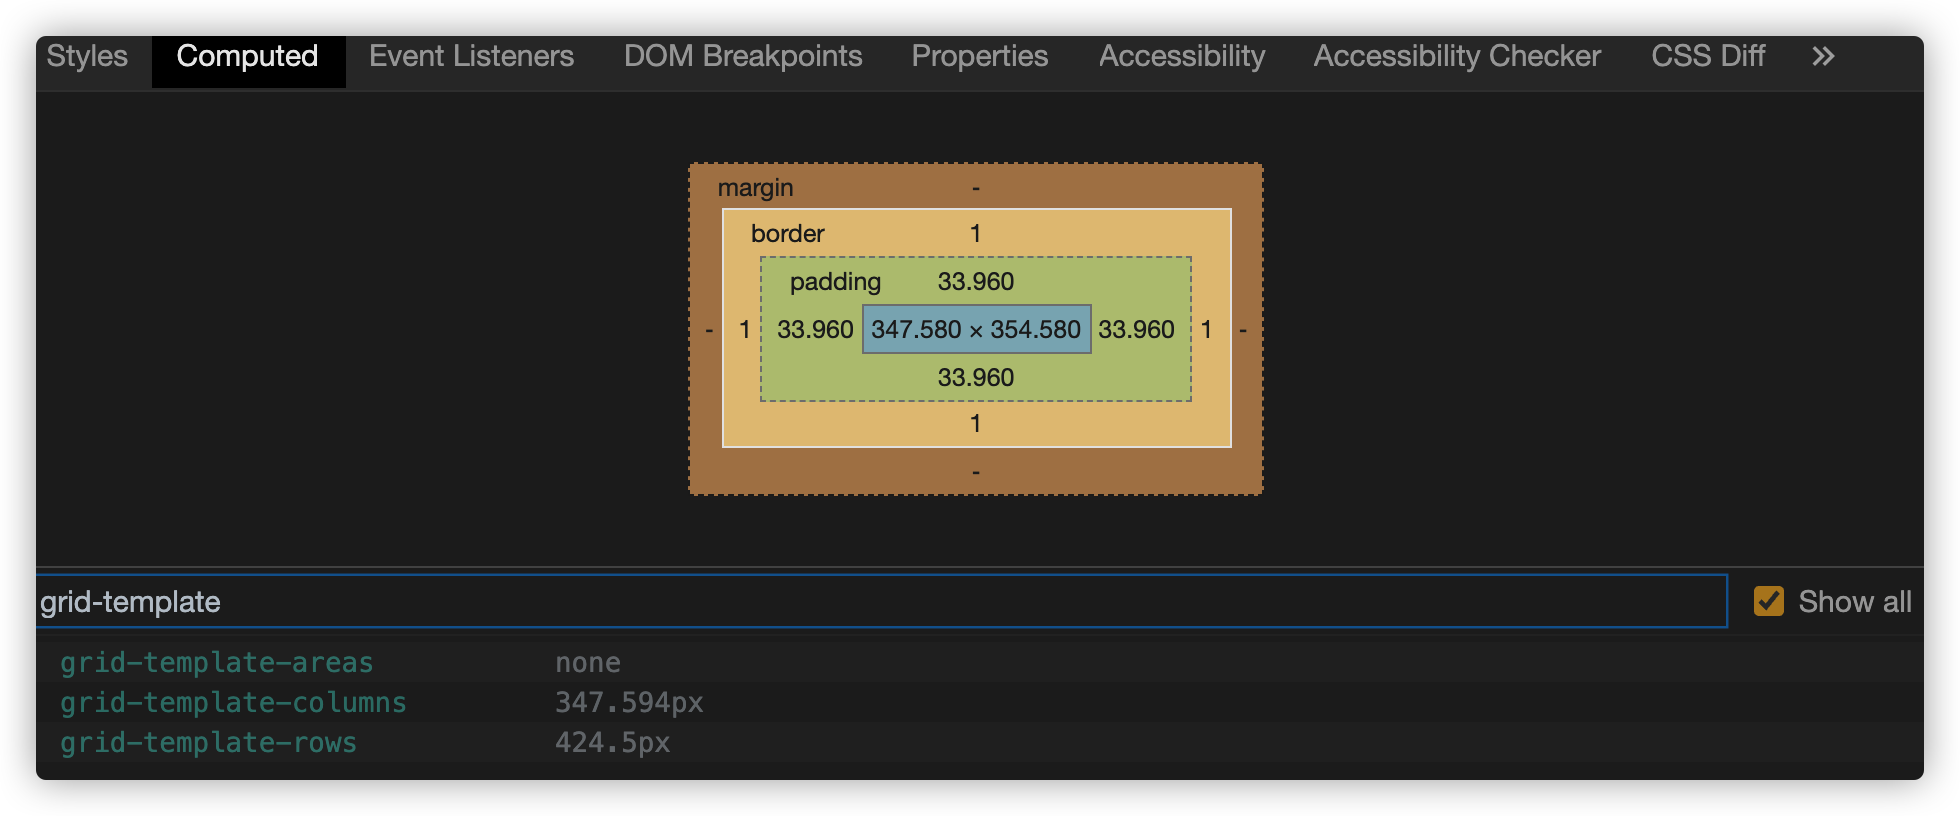 Styles Computed Event Listeners DOM Breakpoints Properties Accessibility Accessibility Checker CSS Diff »
margin -
border 1
padding 33.960
- 1 33.960 347.580 × 354.580 33.960 1 -
33.960
1
-
grid-template Show all
grid-template-areas none
grid-template-columns 347.594px
grid-template-rows 424.5px